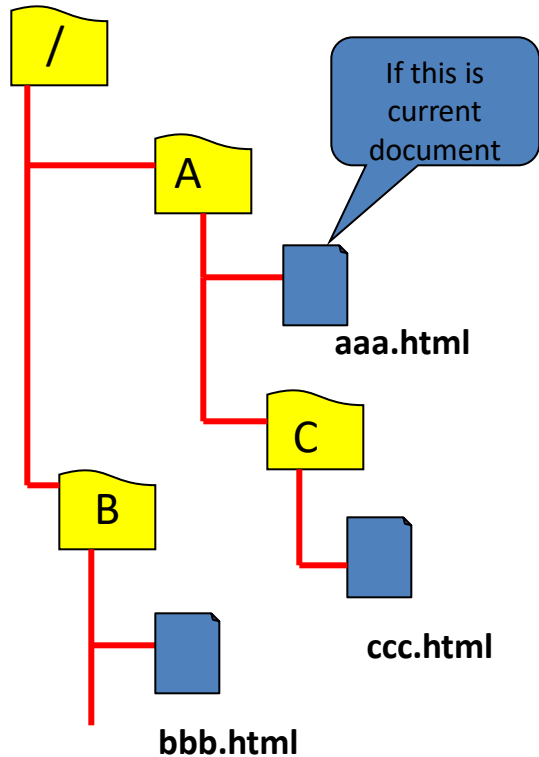 /
If this is
current
document
A
aaa.html
C
B
ccc.html
bbb.html